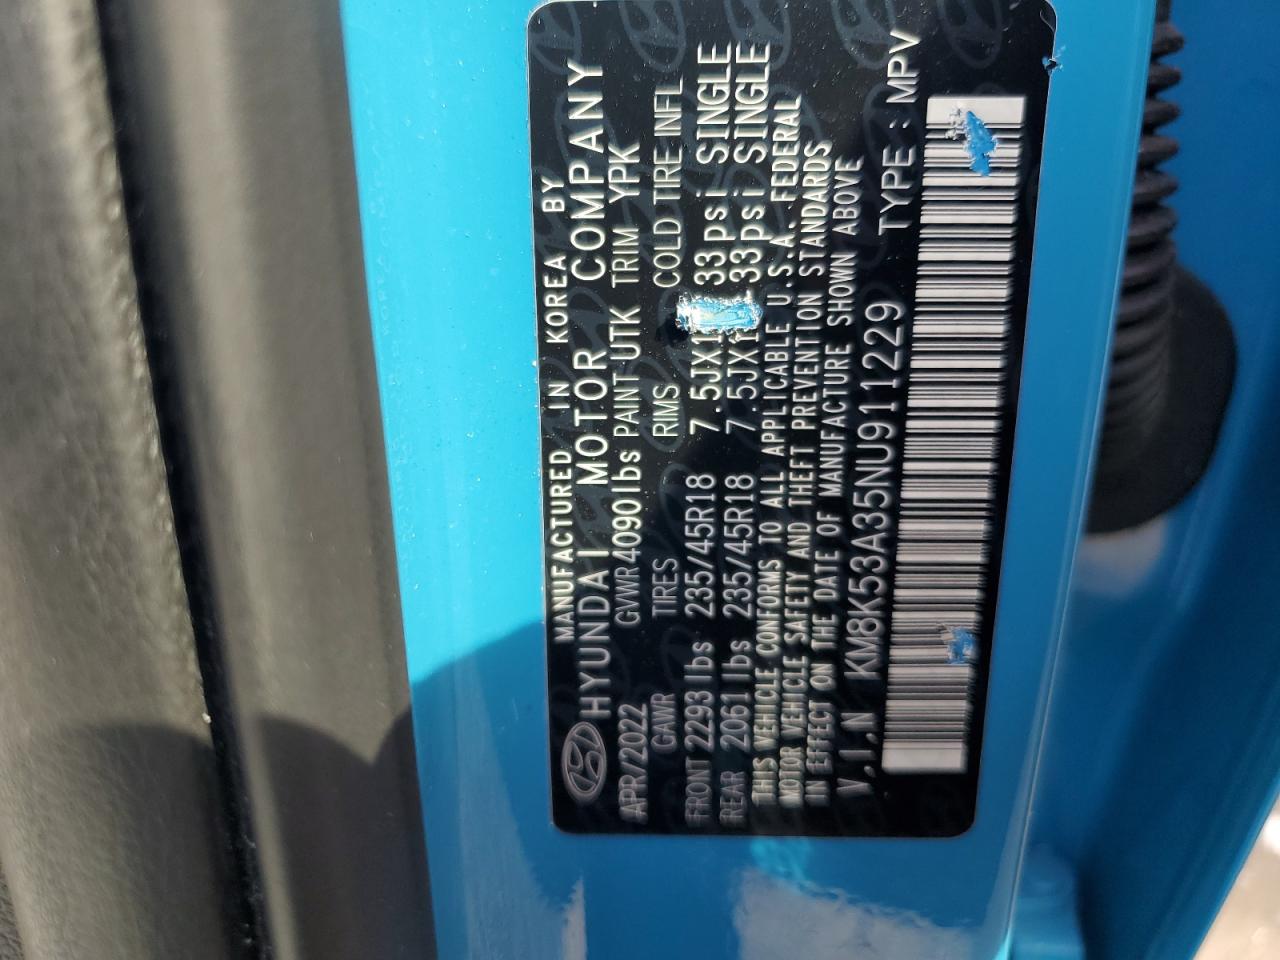 MANUFACTURED IN KOREA BY
HYUNDAI MOTOR COMPANY
APR/2022 GVWR 4090lbs PAINT UTK TRIM YPK
GAWR TIRES RIMS COLD TIRE INFL
FRONT 2293lbs 235/45R18 7.5JX1 33psi SINGLE
REAR 2061lbs 235/45R18 7.5JX1 33psi SINGLE
THIS VEHICLE CONFORMS TO ALL APPLICABLE U.S.A. FEDERAL
MOTOR VEHICLE SAFETY AND THEFT PREVENTION STANDARDS
IN EFFECT ON THE DATE OF MANUFACTURE SHOWN ABOVE
V.I.N KM8K53A35NU911229 TYPE : MPV